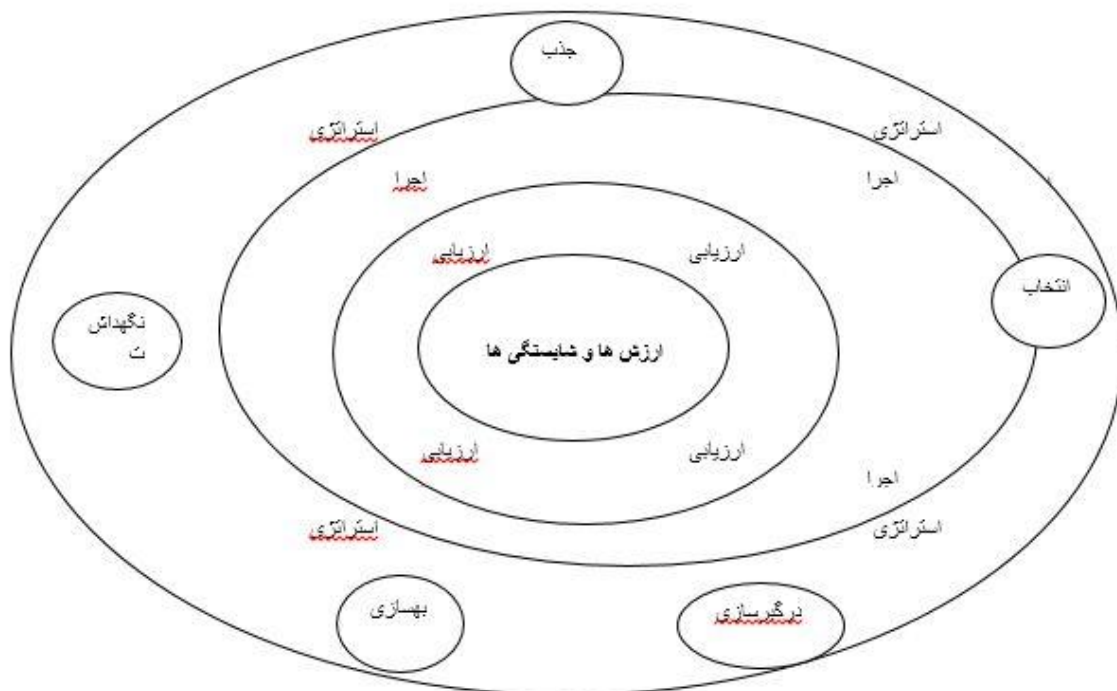 جذب
استراتژی
استراتژی
اجرا
اجرا
ارزیابی
ارزیابی
انتخاب
نگهداش
ت
ارزش ها و شایستگی ها
ارزیابی
ارزیابی
اجرا
استراتژی
استراتژی
بهسازی
درگیرسازی